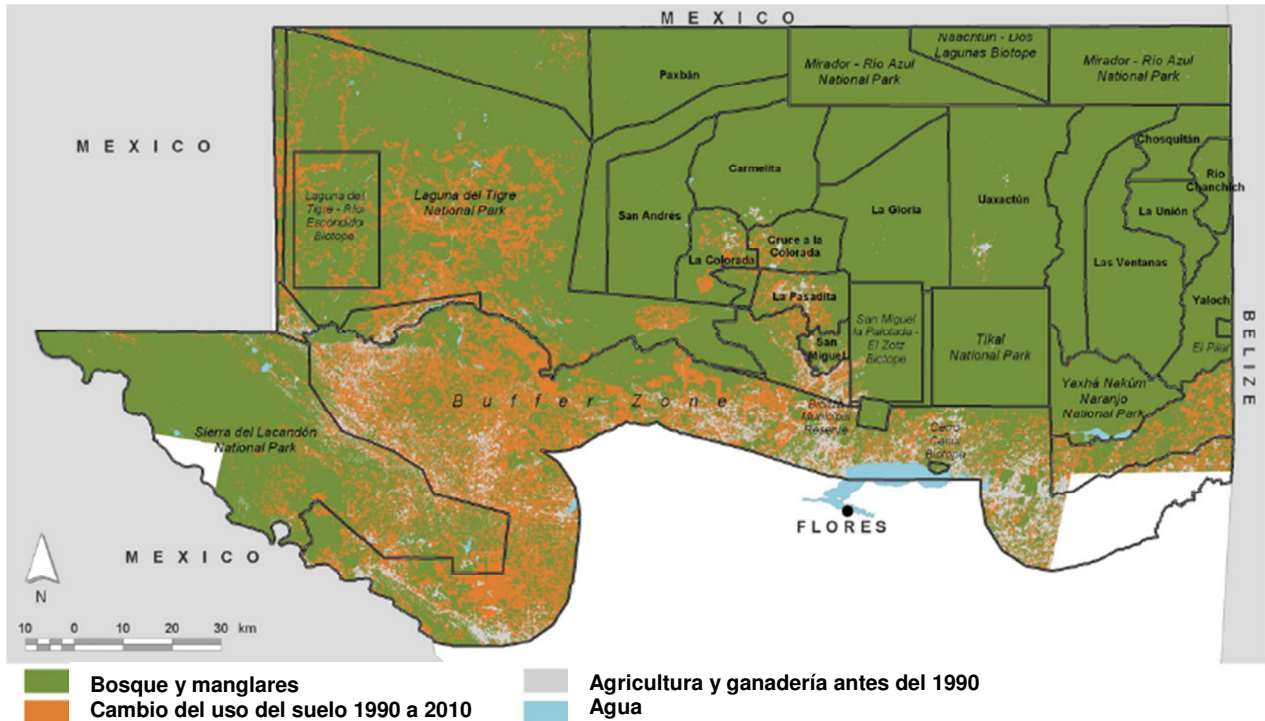 MEXICO
Naachtún - Dos
Lagunas Biotope
Mirador - Río Azul
National Park
Mirador - Río Azul
National Park
Paxbán
MEXICO
Chosquitán
Carmelita
Río
Chanchich
Laguna del
Tigre - Río
Escondido
Biotope
Laguna del Tigre
National Park
San Andrés
La Gloria
Uaxactún
La Unión
Cruce a la
Colorada
La Colorada
Las Ventanas
La Pasadita
Yaloch
San Miguel
la Palotada -
El Zotz
Biotope
Tikal
National Park
San
Miguel
El Pilar
BELIZE
Yaxhá Nakúm
Naranjo
National Park
Buffer Zone
Municipal
Reserve
Cerro
Biotope
Sierra del Lacandón
National Park
FLORES
MEXICO
N
10 0 10 20 30 km
Bosque y manglares
Cambio del uso del suelo 1990 a 2010
Agricultura y ganadería antes del 1990
Agua